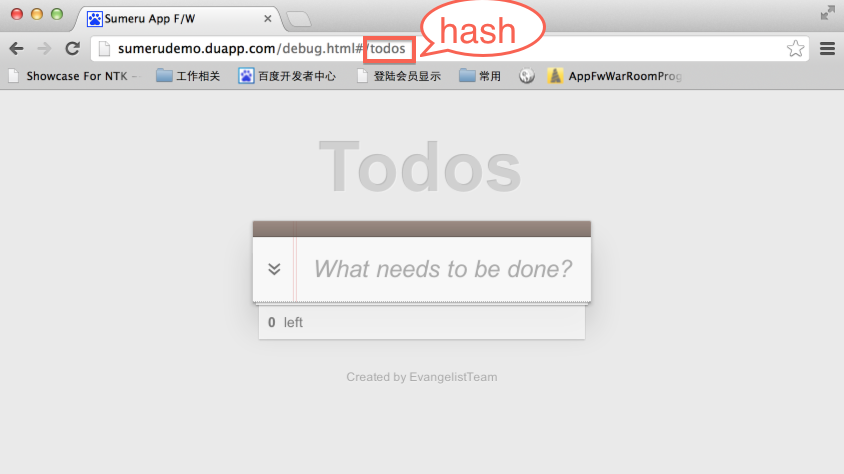 Sumeru App F/W
sumerudemo.duapp.com/debug.html#/todos
hash
Showcase For NTK 工作相关 百度开发者中心 登陆会员显示 常用 AppFwWarRoomProg
Todos
What needs to be done?
0 left
Created by EvangelistTeam